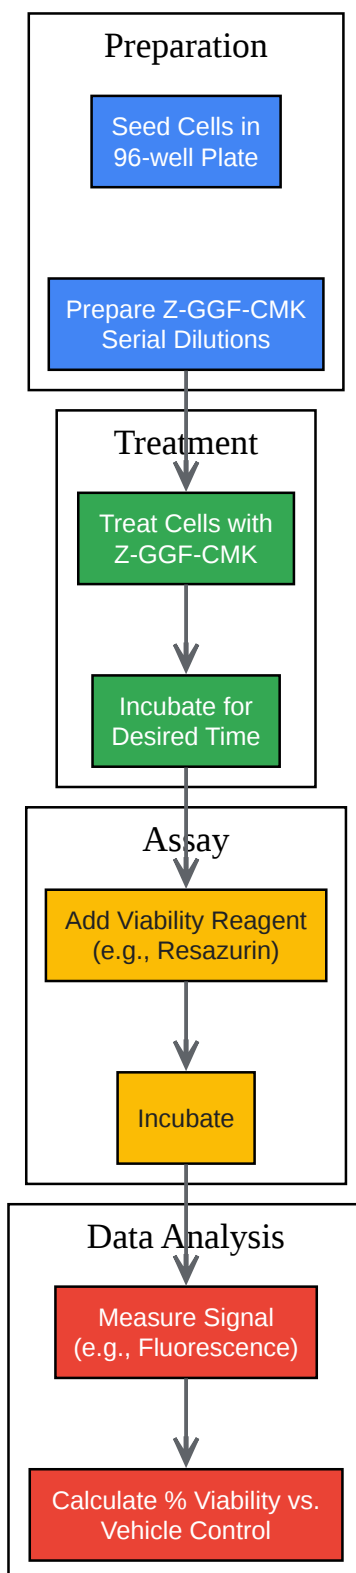 Preparation
Seed Cells in
96-well Plate
Prepare Z-GGF-CMK
Serial Dilutions
Treatment
Treat Cells with
Z-GGF-CMK
Incubate for
Desired Time
Assay
Add Viability Reagent
(e.g., Resazurin)
Incubate
Data Analysis
Measure Signal
(e.g., Fluorescence)
Calculate % Viability vs.
Vehicle Control